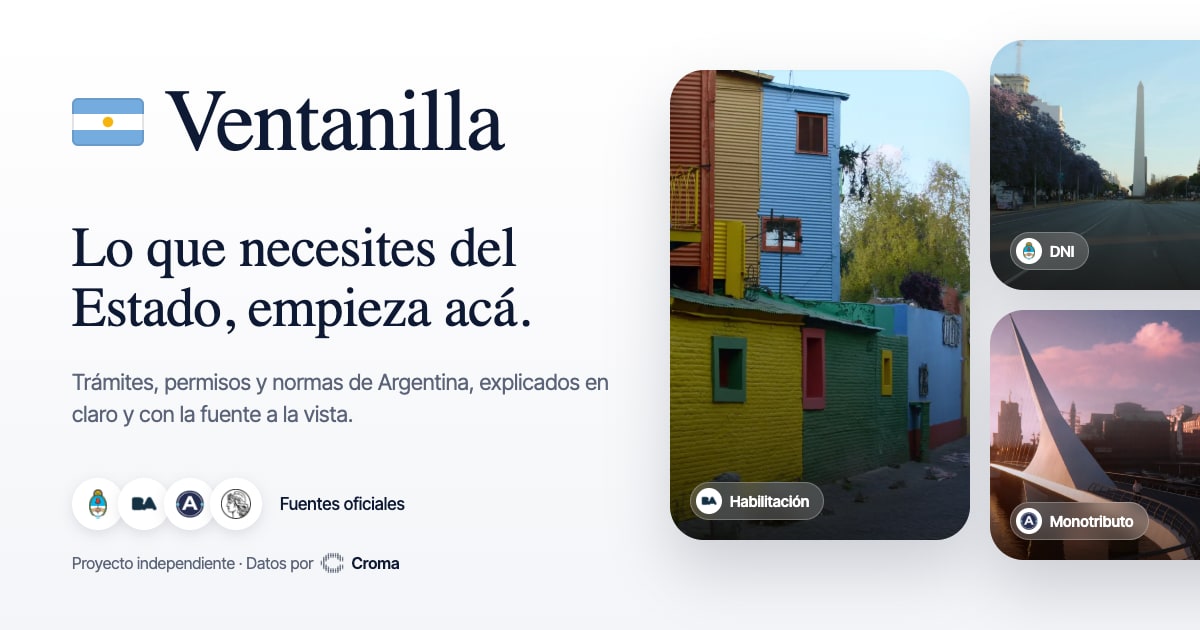 Ventanilla
Lo que necesites del
Estado, empieza acá.
Trámites, permisos y normas de Argentina, explicados en
claro y con la fuente a la vista.
BA
A
Fuentes oficiales
Proyecto independiente · Datos por Croma
BA Habilitación
DNI
A Monotributo